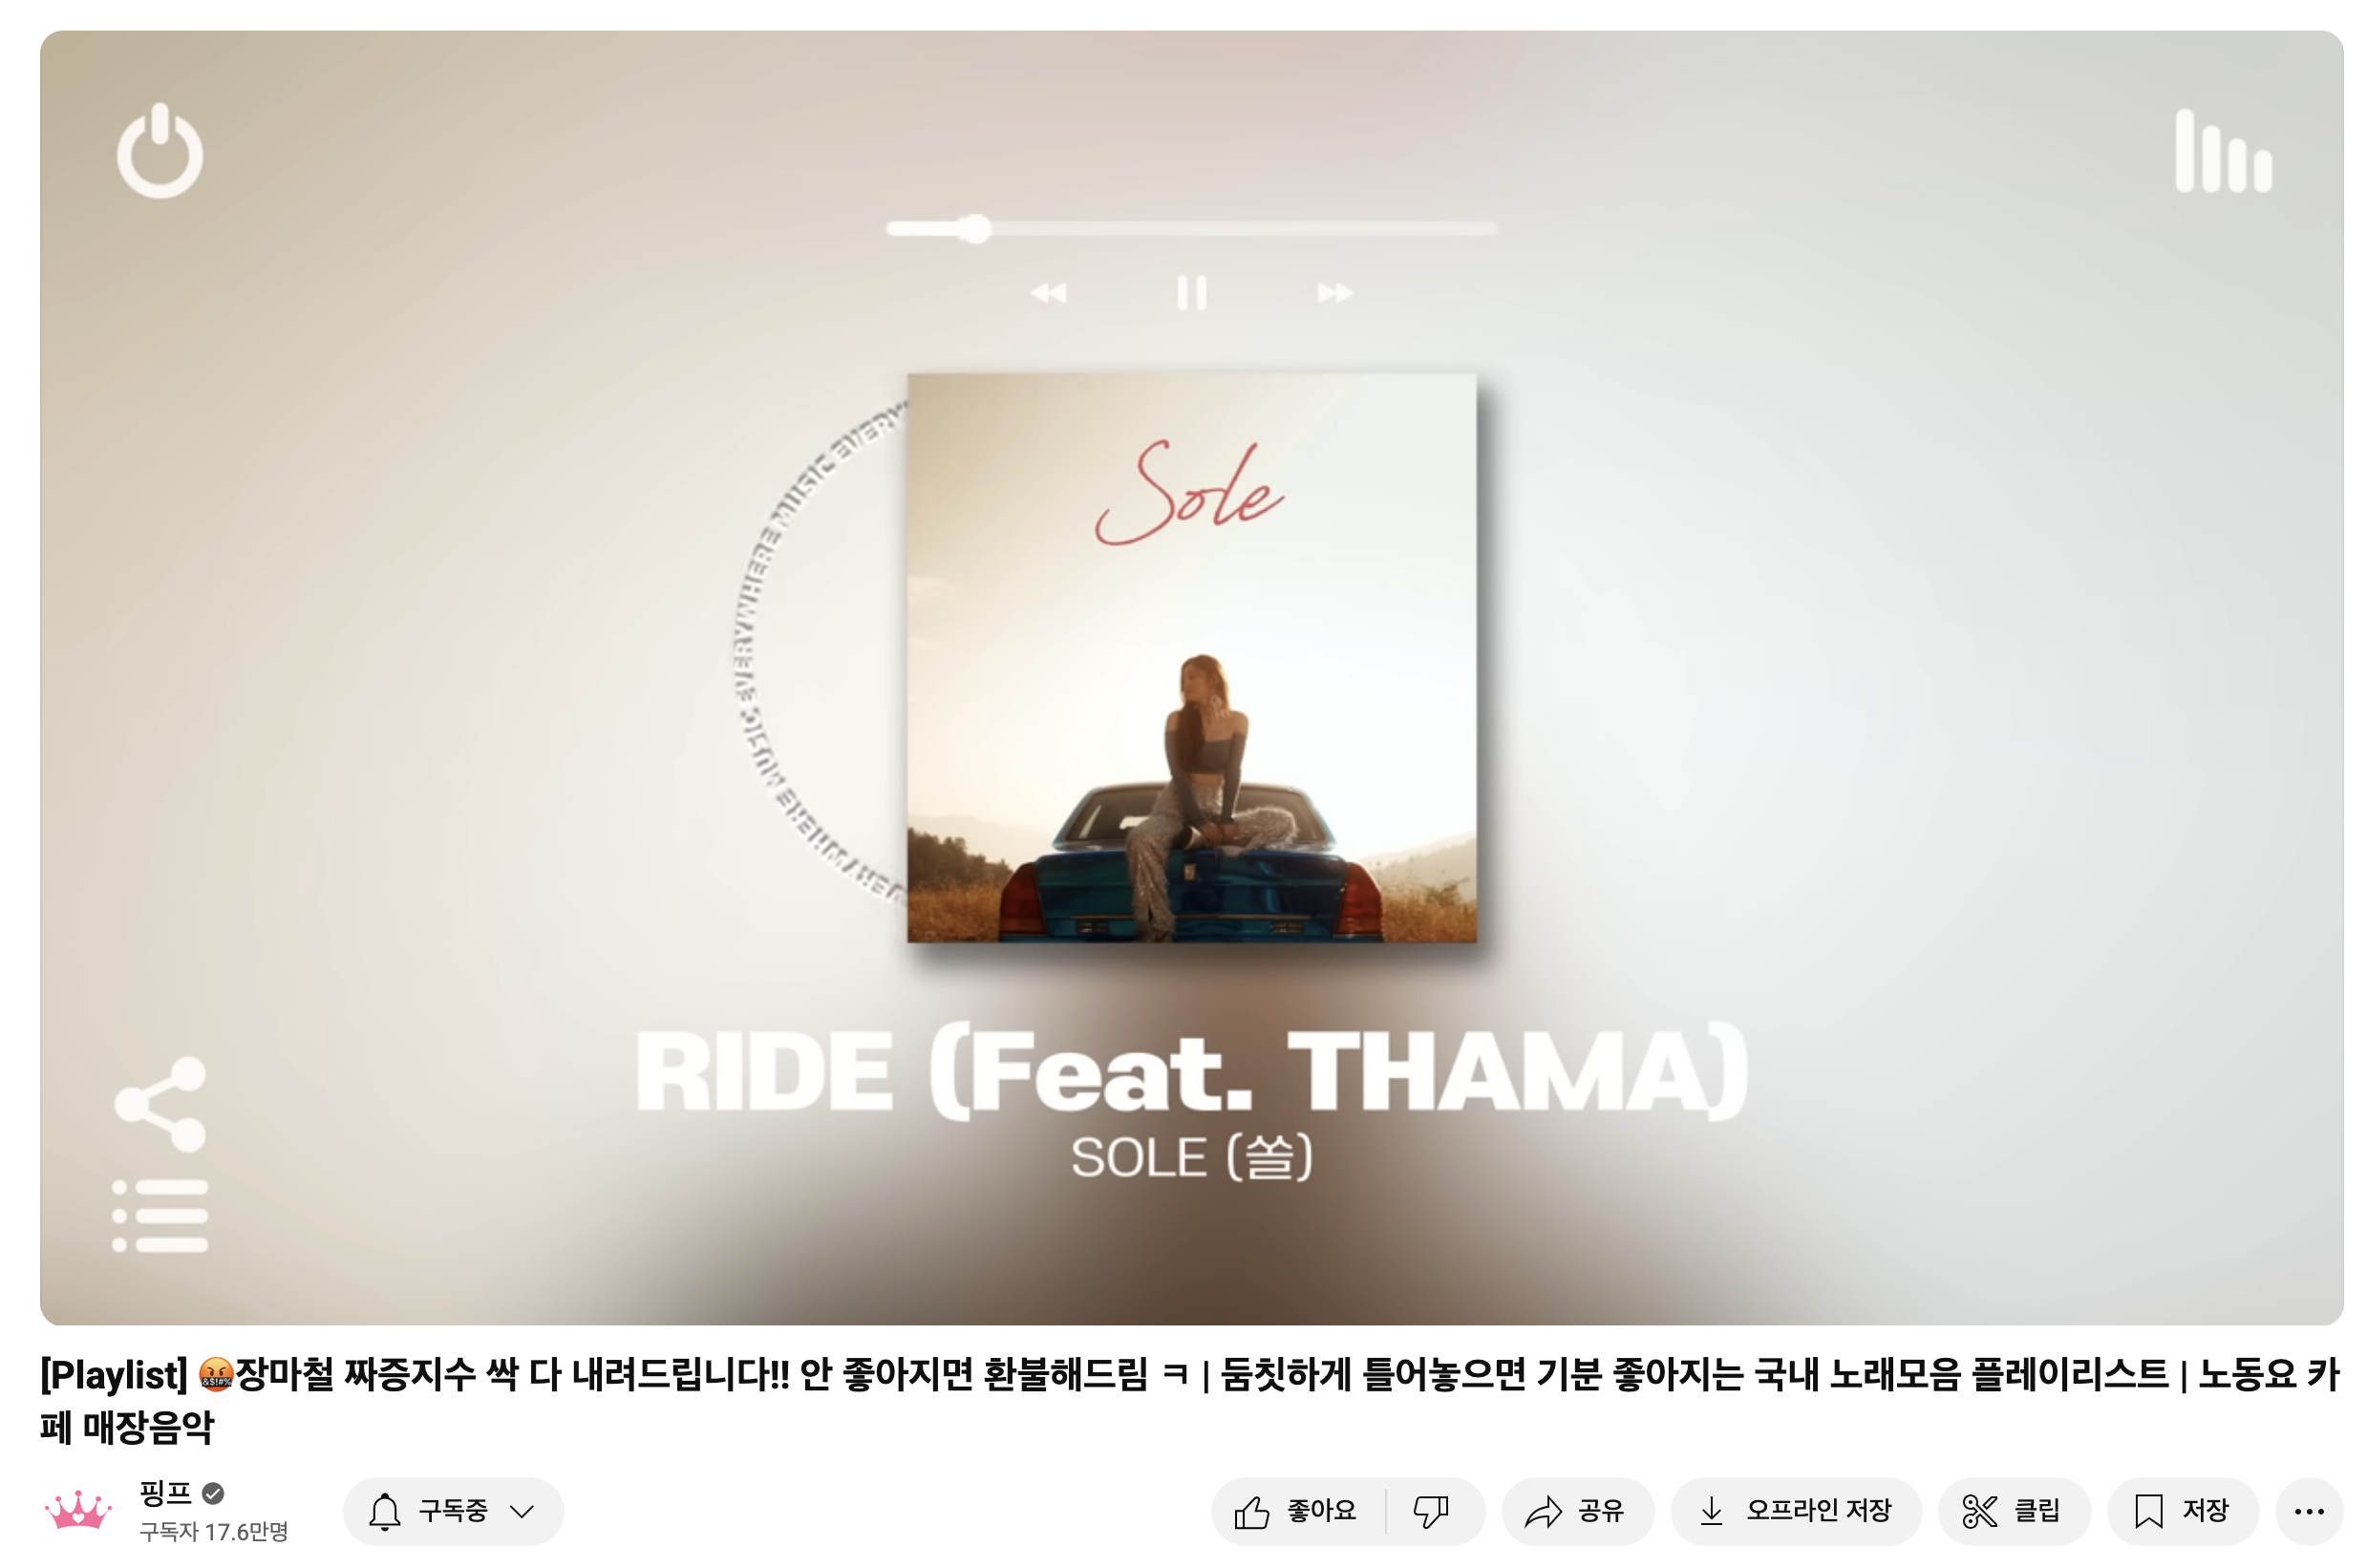 MUSIC EVERYWHERE MUSIC EVERY
Sole
RIDE (Feat. THAMA)
SOLE (쏠)
[Playlist] 🤬장마철 짜증지수 싹 다 내려드립니다!! 안 좋아지면 환불해드림 ㅋ | 둠칫하게 틀어놓으면 기분 좋아지는 국내 노래모음 플레이리스트 | 노동요 카
페 매장음악
핑프
구독자 17.6만명
구독중
좋아요
공유
오프라인 저장
클립
저장